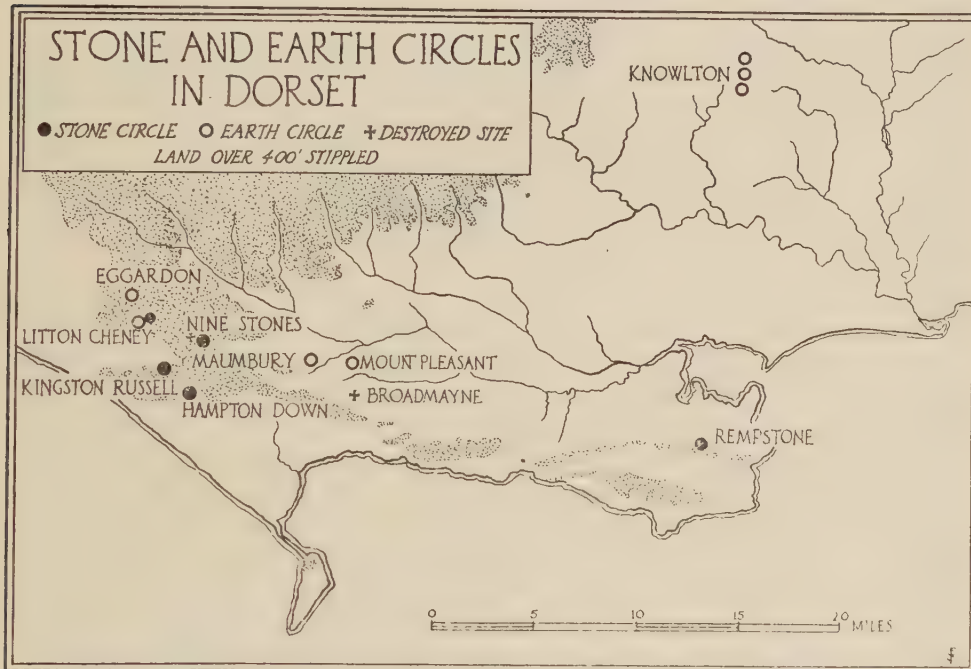 STONE AND EARTH CIRCLES
IN DORSET
STONE CIRCLE EARTH CIRCLE DESTROYED SITE
LAND OVER 400' STIPPLED
KNOWLTON
EGGARDON
LITTON CHENEY
NINE STONES
MAUMBURY
MOUNT PLEASANT
KINGSTON RUSSELL
HAMPTON DOWN
BROADMAYNE
REMPSTONE
0 5 10 15 20 MILES